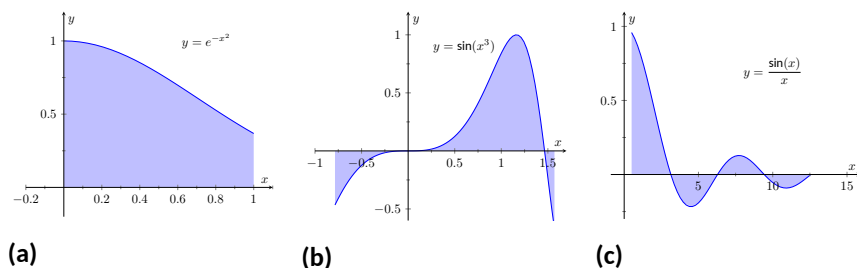 y
1
y = e^{-x^2}
0.5
x
−0.2
0.2
0.4
0.6
0.8
1
(a)
y
1
y = sin(x^3)
0.5
x
−1
−0.5
0.5
1
1.5
−0.5
(b)
y
1
y = sin(x)/x
0.5
x
5
10
15
(c)